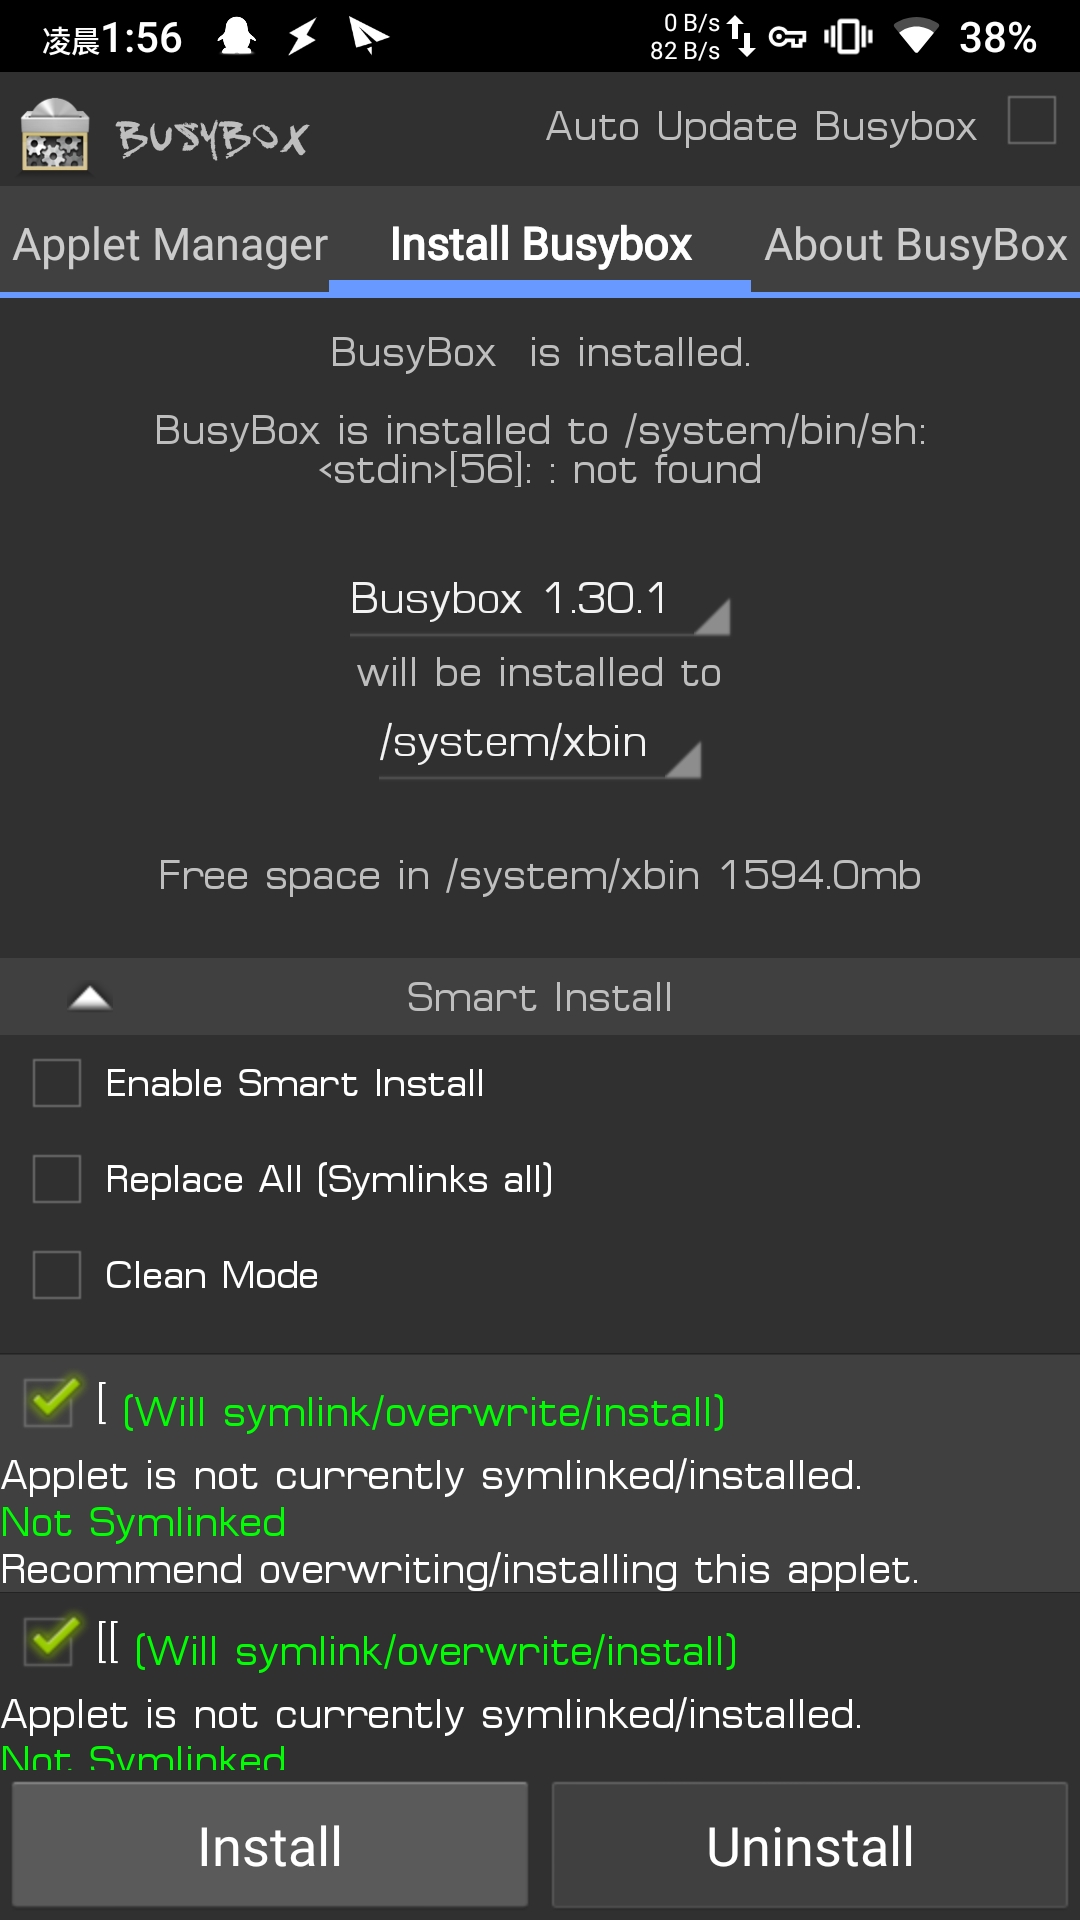 凌晨1:56
0 B/s
82 B/s
38%
BUSYBOX
Auto Update Busybox
Applet Manager
Install Busybox
About BusyBox
BusyBox  is installed.
BusyBox is installed to /system/bin/sh:
<stdin>[56]: : not found
Busybox 1.30.1
will be installed to
/system/xbin
Free space in /system/xbin 1594.0mb
Smart Install
Enable Smart Install
Replace All (Symlinks all)
Clean Mode
[ (Will symlink/overwrite/install)
Applet is not currently symlinked/installed.
Not Symlinked
Recommend overwriting/installing this applet.
[[ (Will symlink/overwrite/install)
Applet is not currently symlinked/installed.
Not Symlinked
Install
Uninstall